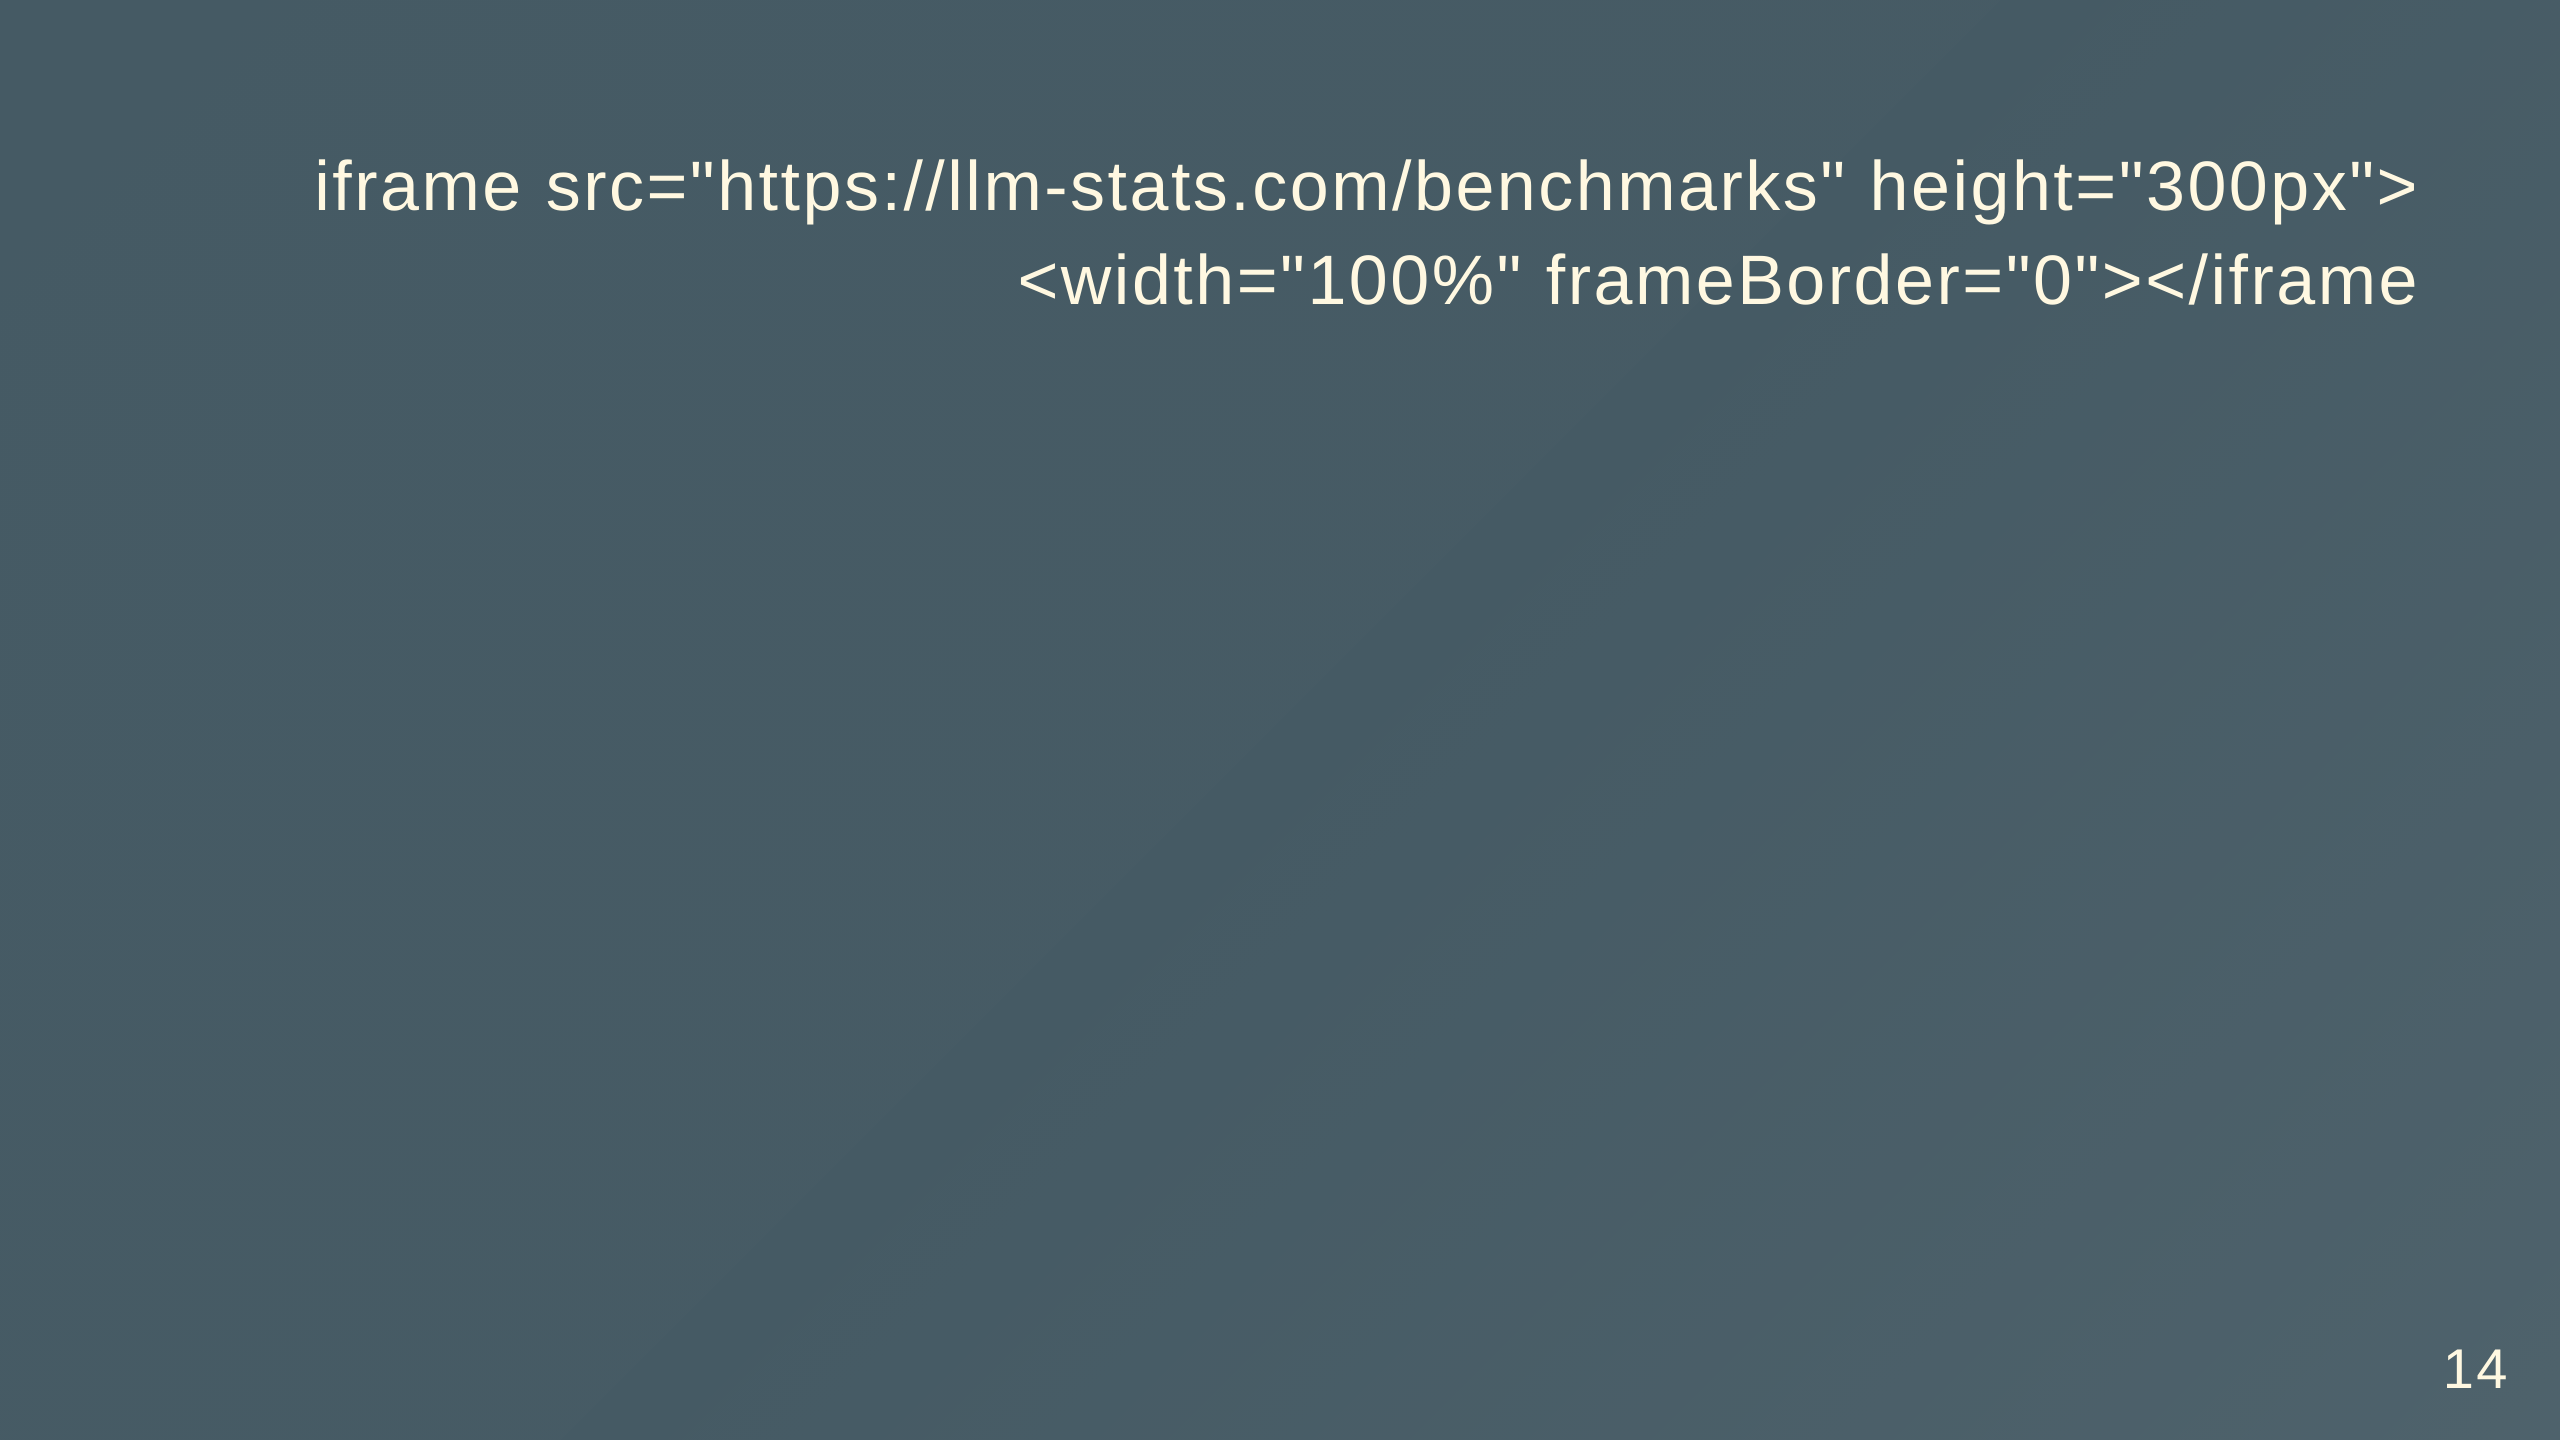 iframe src="https://llm-stats.com/benchmarks" height="300px">
<width="100%" frameBorder="0"></iframe
14